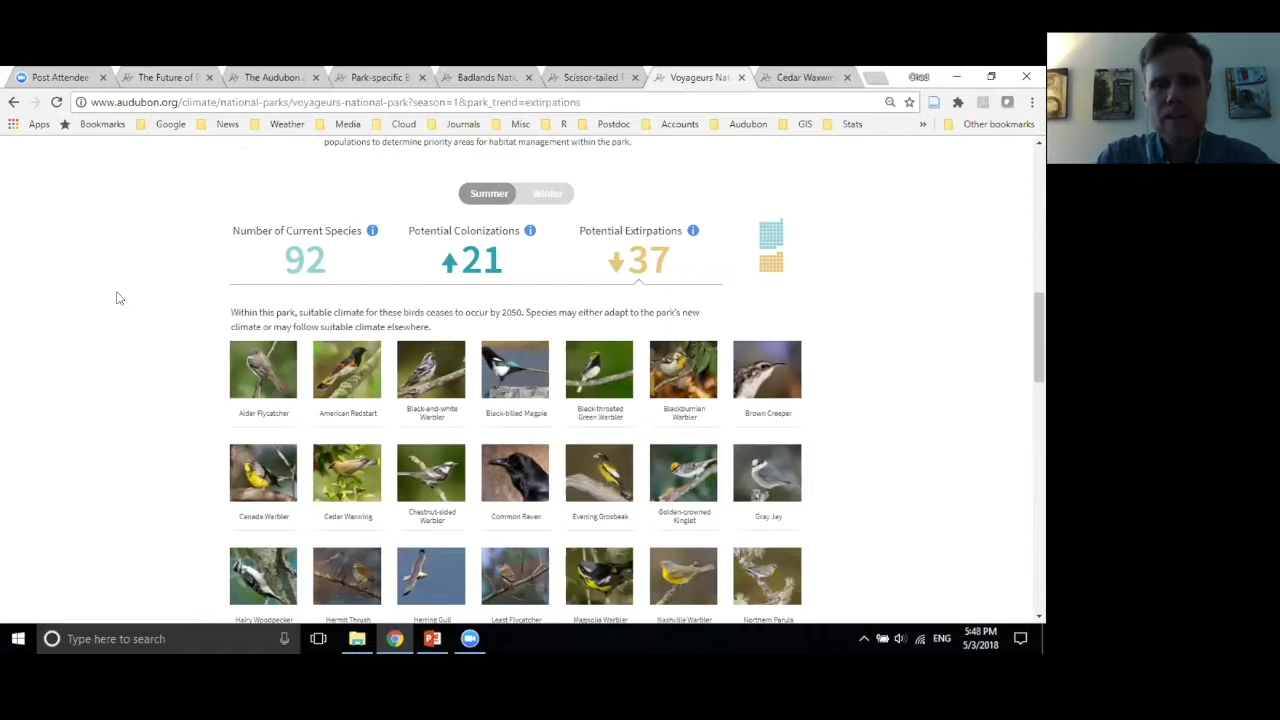 Post Attendee
The Future of B
The Audubon
Park-specific B
Badlands Natio
Scissor-tailed F
Voyageurs Nat
Cedar Waxwin
Chad
www.audubon.org/climate/national-parks/voyageurs-national-park?season=1&park_trend=extirpations
Apps Bookmarks Google News Weather Media Cloud Journals Misc R Postdoc Accounts Audubon GIS Stats » Other bookmarks
populations to determine priority areas for habitat management within the park.
Summer Winter
Number of Current Species Potential Colonizations Potential Extirpations
92 21 37
Within this park, suitable climate for these birds ceases to occur by 2050. Species may either adapt to the park's new
climate or may follow suitable climate elsewhere.
Alder Flycatcher
American Redstart
Black-and-white
Warbler
Black-billed Magpie
Black-throated
Green Warbler
Blackburnian
Warbler
Brown Creeper
Canada Warbler
Cedar Waxwing
Chestnut-sided
Warbler
Common Raven
Evening Grosbeak
Golden-crowned
Kinglet
Gray Jay
Hairy Woodpecker
Hermit Thrush
Herring Gull
Least Flycatcher
Magnolia Warbler
Nashville Warbler
Northern Parula
Type here to search
ENG
5:48 PM
5/3/2018